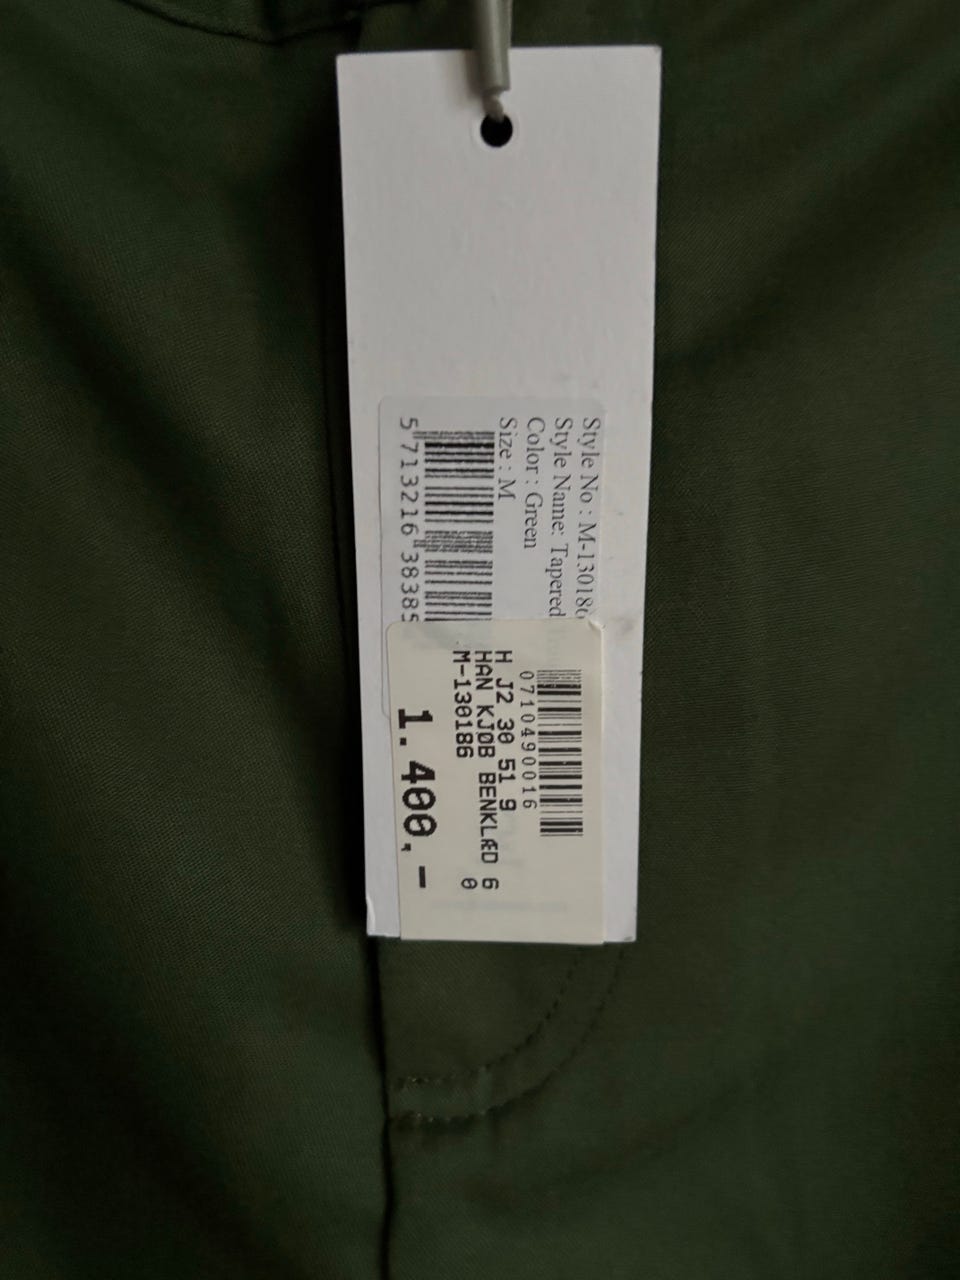 Style No : M-130186
Style Name: Tapered
Color : Green
Size : M
5 713216 38385
0710490016
H J2 30 51 9
HAN KJØB BENKLÆD 6
M-130186 0
1.400,-